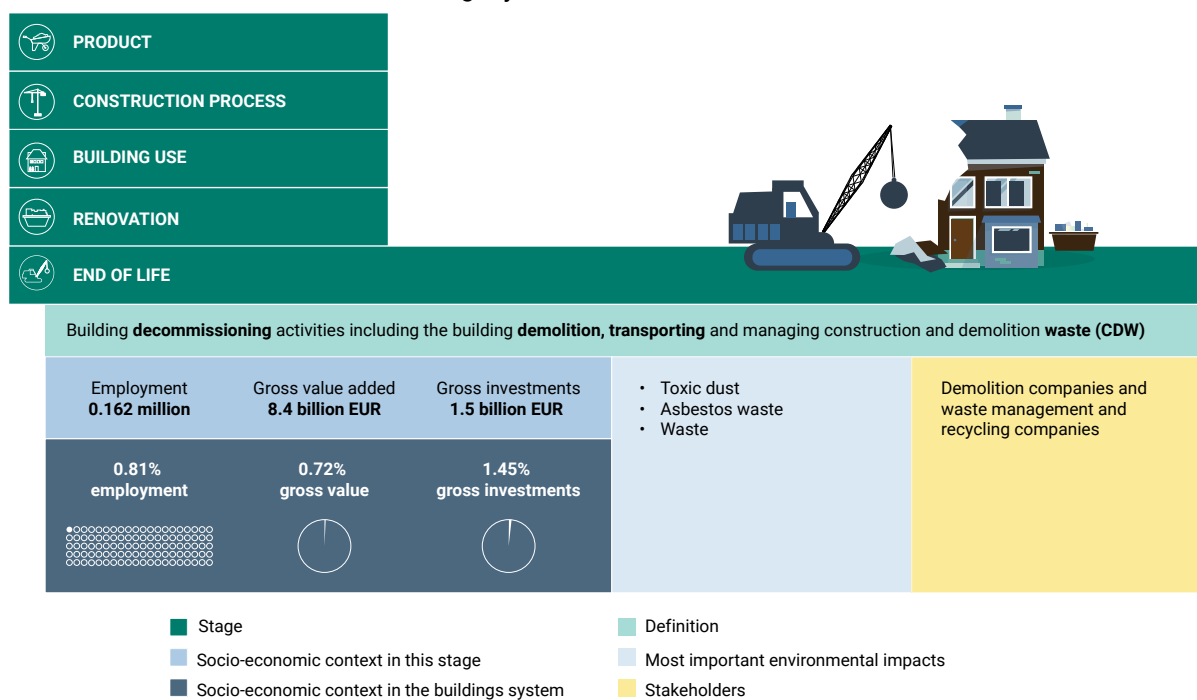 PRODUCT
CONSTRUCTION PROCESS
BUILDING USE
RENOVATION
END OF LIFE
Building decommissioning activities including the building demolition, transporting and managing construction and demolition waste (CDW)
Employment
0.162 million
Gross value added
8.4 billion EUR
Gross investments
1.5 billion EUR
• Toxic dust
• Asbestos waste
• Waste
Demolition companies and
waste management and
recycling companies
0.81%
employment
0.72%
gross value
1.45%
gross investments
Stage
Socio-economic context in this stage
Socio-economic context in the buildings system
Definition
Most important environmental impacts
Stakeholders